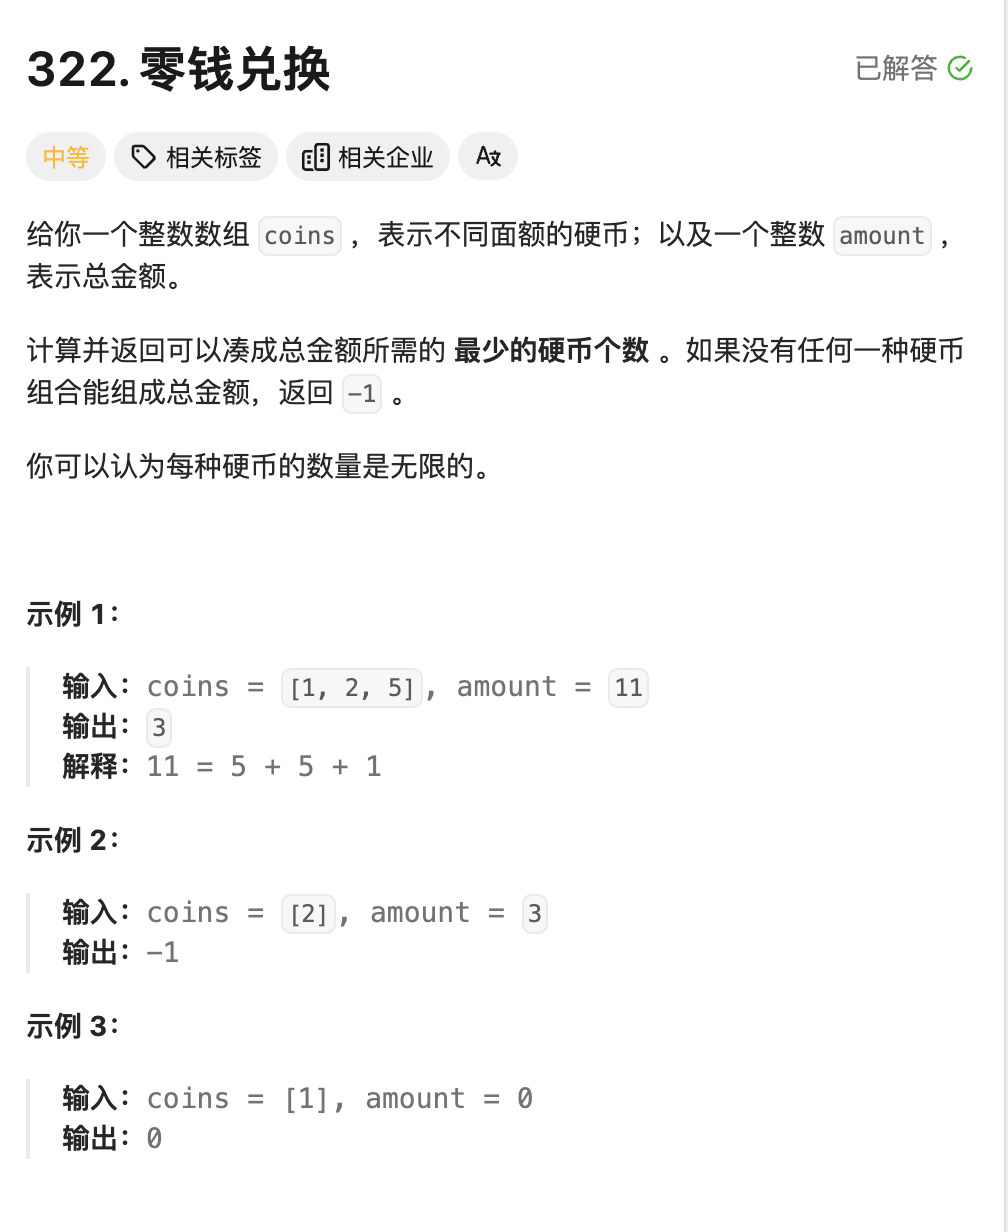 322. 零钱兑换
已解答
中等
相关标签
相关企业
给你一个整数数组 coins ，表示不同面额的硬币；以及一个整数 amount ，
表示总金额。
计算并返回可以凑成总金额所需的 最少的硬币个数 。如果没有任何一种硬币
组合能组成总金额，返回 -1 。
你可以认为每种硬币的数量是无限的。
示例 1：
输入：coins = [1, 2, 5], amount = 11
输出：3
解释：11 = 5 + 5 + 1
示例 2：
输入：coins = [2], amount = 3
输出：-1
示例 3：
输入：coins = [1], amount = 0
输出：0